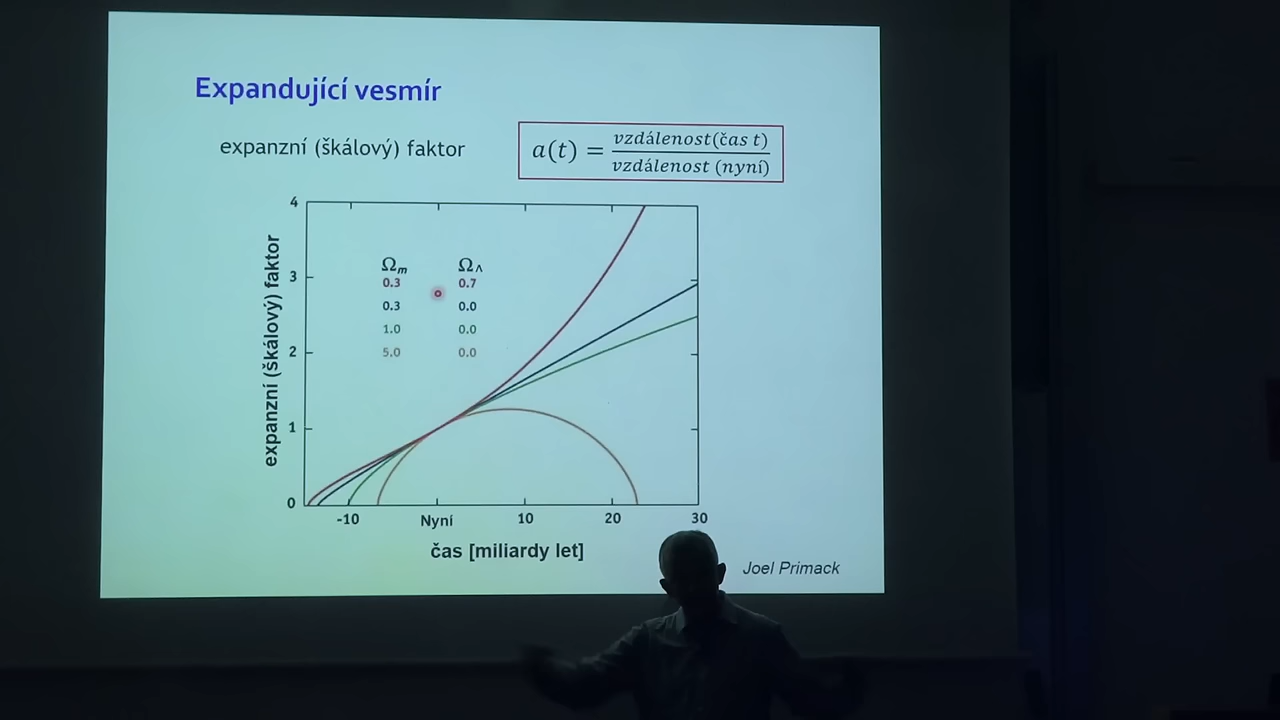 Expandující vesmír
expanzní (škálový) faktor
a(t) = vzdálenost(čas t) / vzdálenost (nyní)
expanzní (škálový) faktor
4
3
2
1
0
Ωm ΩΛ
0.3 0.7
0.3 0.0
1.0 0.0
5.0 0.0
-10 Nyní 10 20 30
čas [miliardy let]
Joel Primack